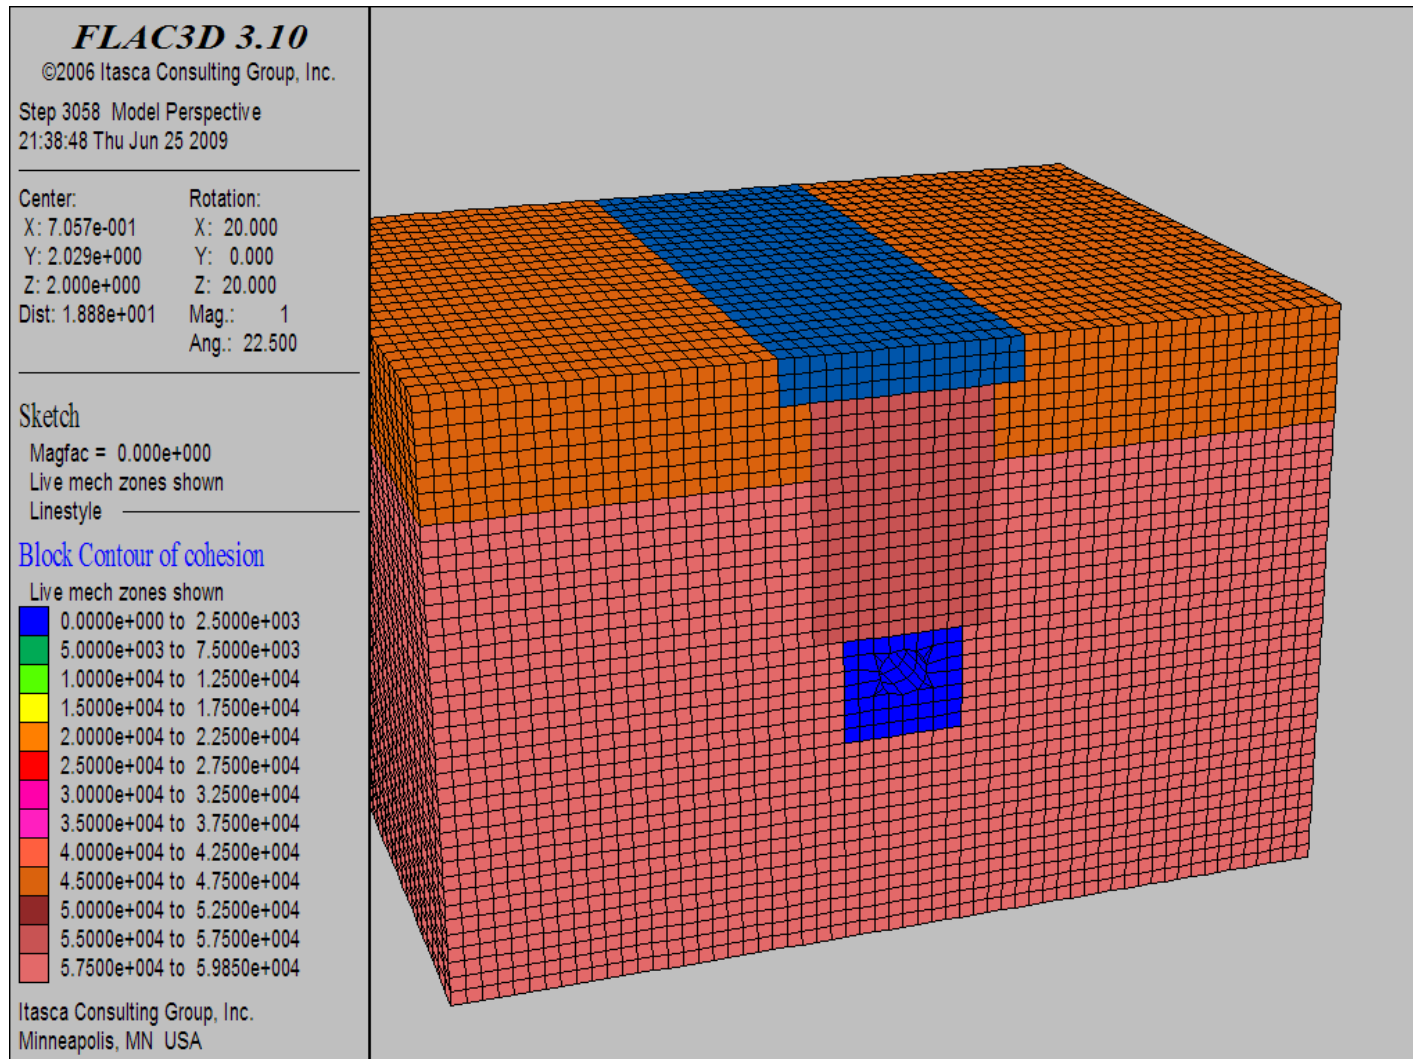 FLAC3D 3.10
©2006 Itasca Consulting Group, Inc.
Step 3058 Model Perspective
21:38:48 Thu Jun 25 2009
Center: Rotation:
X: 7.057e-001 X: 20.000
Y: 2.029e+000 Y: 0.000
Z: 2.000e+000 Z: 20.000
Dist: 1.888e+001 Mag.: 1
Ang.: 22.500
Sketch
Magfac = 0.000e+000
Live mech zones shown
Linestyle
Block Contour of cohesion
Live mech zones shown
0.0000e+000 to 2.5000e+003
5.0000e+003 to 7.5000e+003
1.0000e+004 to 1.2500e+004
1.5000e+004 to 1.7500e+004
2.0000e+004 to 2.2500e+004
2.5000e+004 to 2.7500e+004
3.0000e+004 to 3.2500e+004
3.5000e+004 to 3.7500e+004
4.0000e+004 to 4.2500e+004
4.5000e+004 to 4.7500e+004
5.0000e+004 to 5.2500e+004
5.5000e+004 to 5.7500e+004
5.7500e+004 to 5.9850e+004
Itasca Consulting Group, Inc.
Minneapolis, MN USA